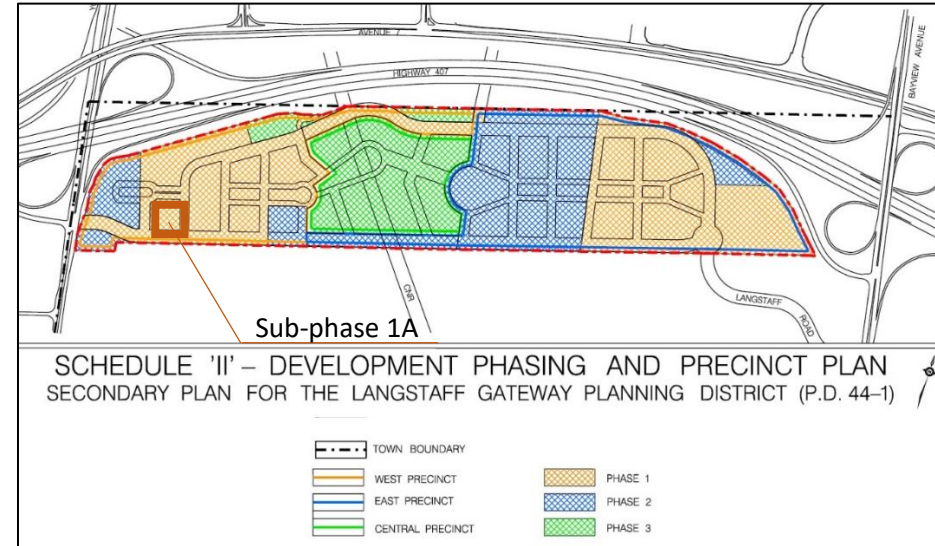 AVENUE 7
HIGHWAY 407
BAYVIEW AVENUE
CNR
LANGSTAFF
ROAD
Sub-phase 1A
SCHEDULE 'II' – DEVELOPMENT PHASING AND PRECINCT PLAN
SECONDARY PLAN FOR THE LANGSTAFF GATEWAY PLANNING DISTRICT (P.D. 44–1)
TOWN BOUNDARY
WEST PRECINCT
EAST PRECINCT
CENTRAL PRECINCT
PHASE 1
PHASE 2
PHASE 3